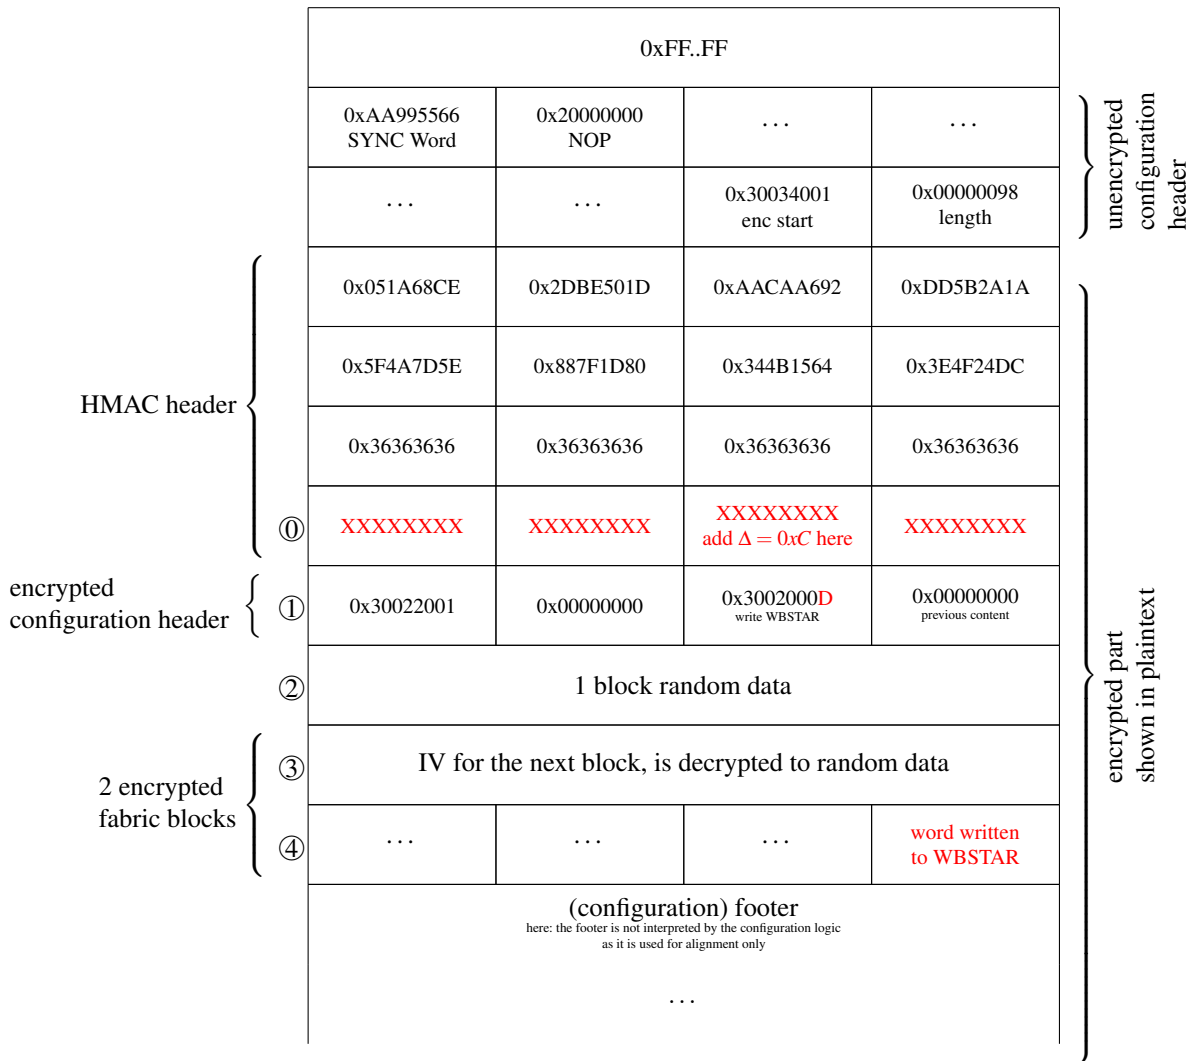 0xFF..FF
0xAA995566 0x20000000 ... ...
SYNC Word NOP
... ... 0x30034001 0x00000098
enc start length
unencrypted
configuration
header
HMAC header
0x051A68CE 0x2DBE501D 0xAACAA692 0xDD5B2A1A
0x5F4A7D5E 0x887F1D80 0x344B1564 0x3E4F24DC
0x36363636 0x36363636 0x36363636 0x36363636
⓪ XXXXXXXX XXXXXXXX XXXXXXXX XXXXXXXX
add Δ = 0xC here
encrypted
configuration header
① 0x30022001 0x00000000 0x3002000D 0x00000000
write WBSTAR previous content
② 1 block random data
2 encrypted
fabric blocks
③ IV for the next block, is decrypted to random data
④ ... ... ... word written
to WBSTAR
encrypted part
shown in plaintext
(configuration) footer
here: the footer is not interpreted by the configuration logic
as it is used for alignment only
...